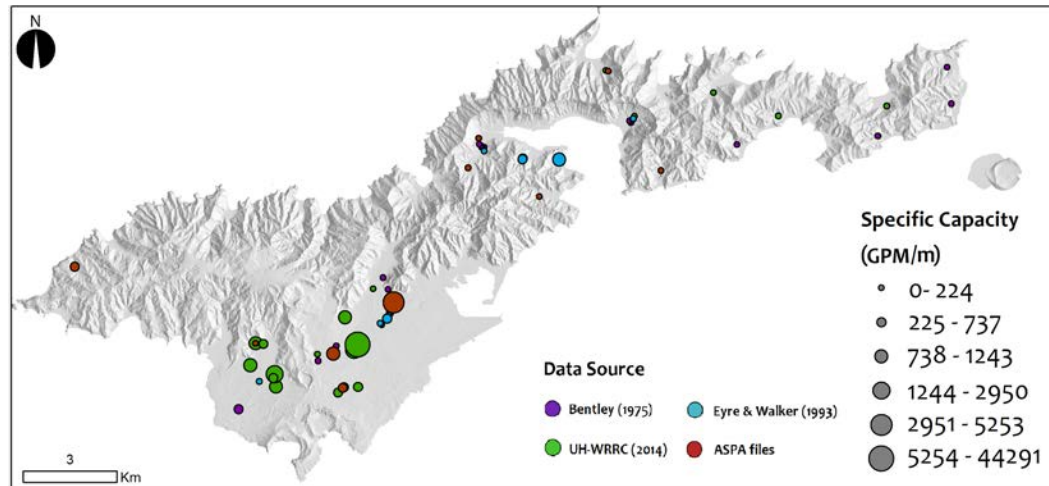 N
3
Km
Data Source
Bentley (1975)
Eyre & Walker (1993)
UH-WRRC (2014)
ASPA files
Specific Capacity
(GPM/m)
0- 224
225 - 737
738 - 1243
1244 - 2950
2951 - 5253
5254 - 44291